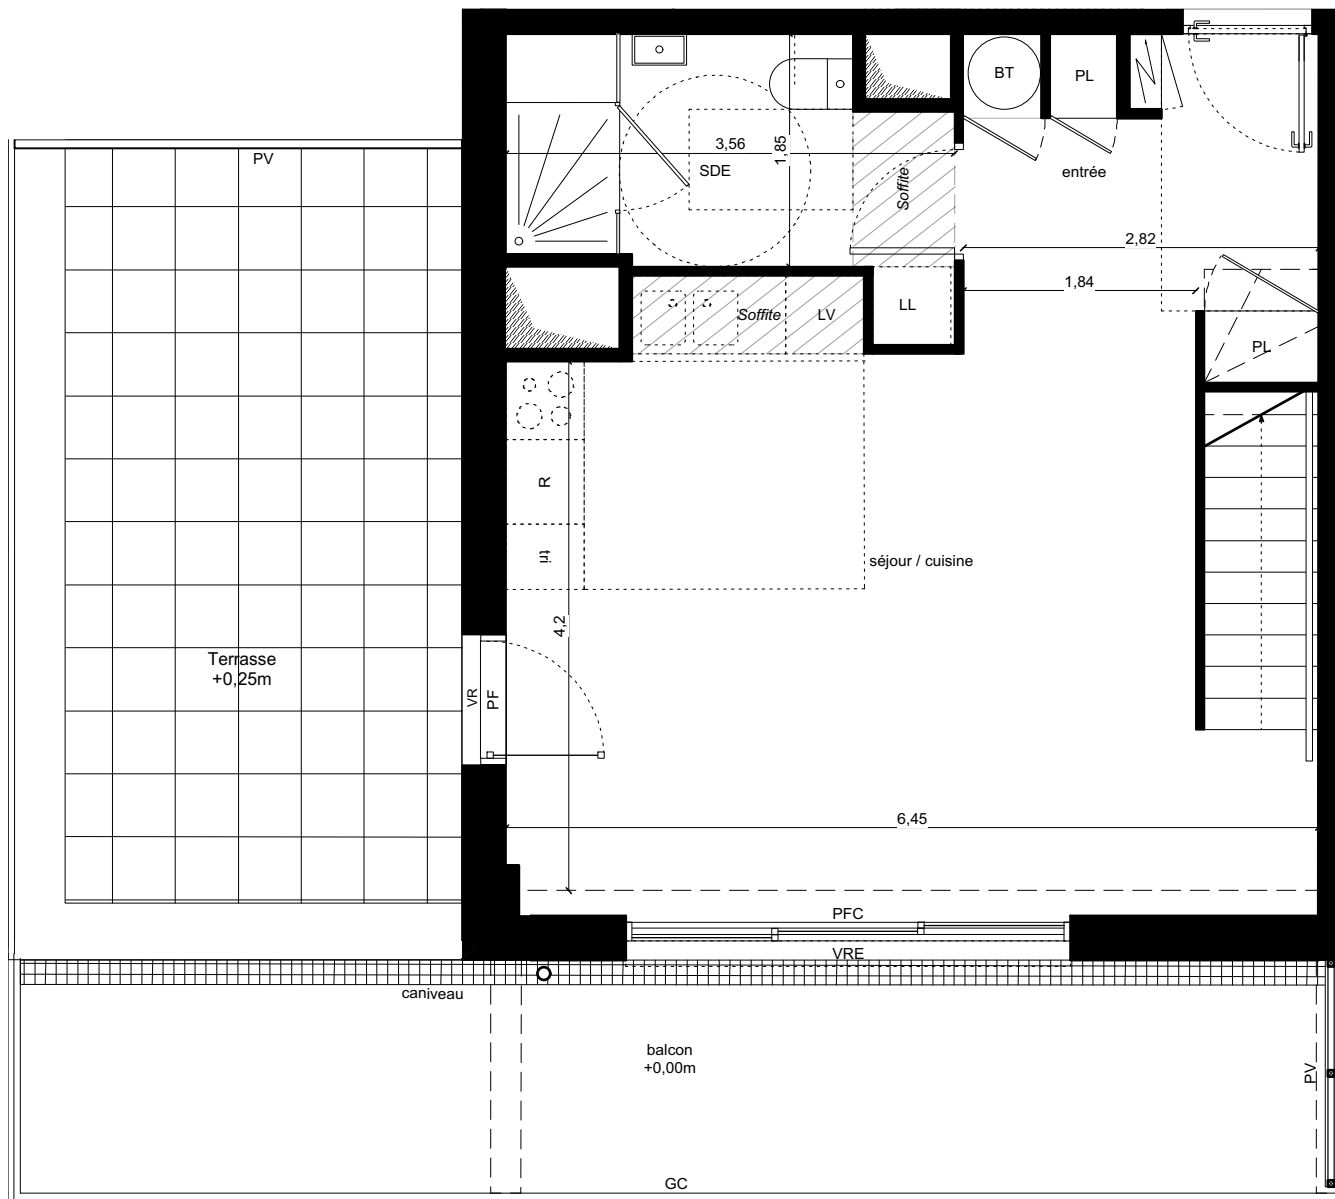 BT
PL
PV
3,56
1,85
SDE
Soffite
entrée
2,82
1,84
Soffite
LV
LL
PL
R
tri
séjour / cuisine
4,2
Terrasse
+0,25m
VR
PF
6,45
PFC
VRE
caniveau
balcon
+0,00m
PV
GC